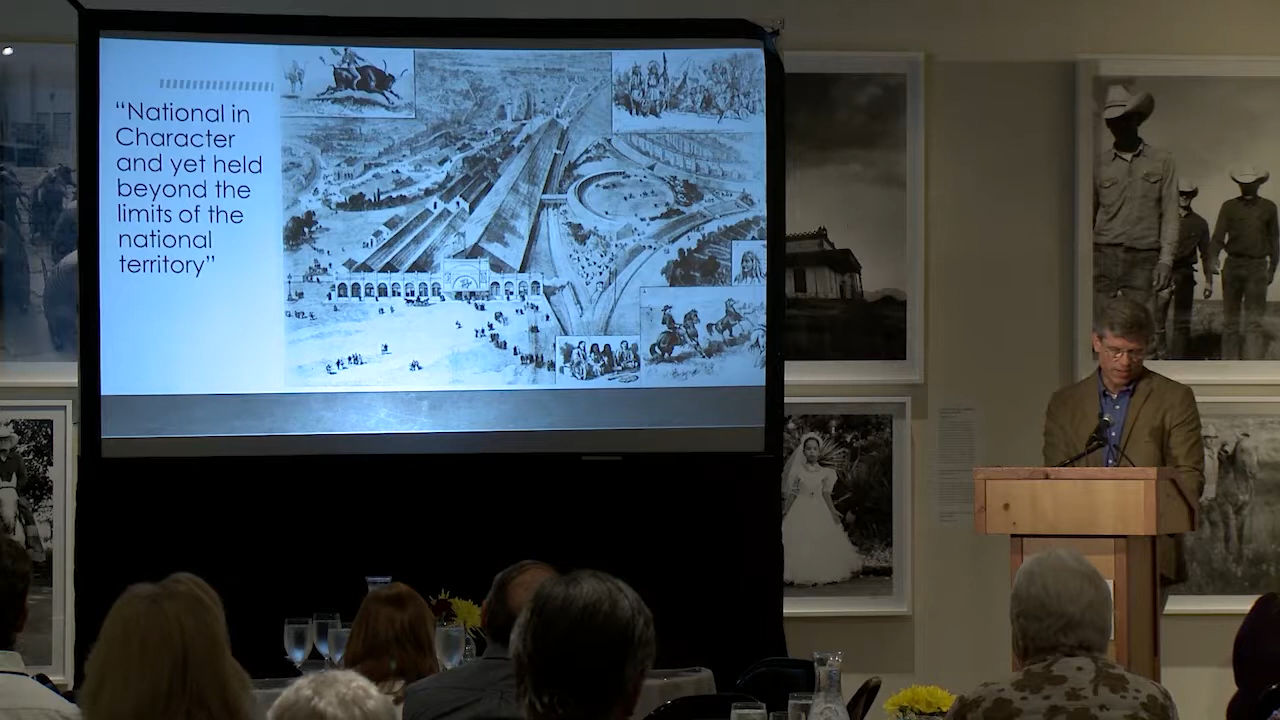 “National in
Character
and yet held
beyond the
limits of the
national
territory”